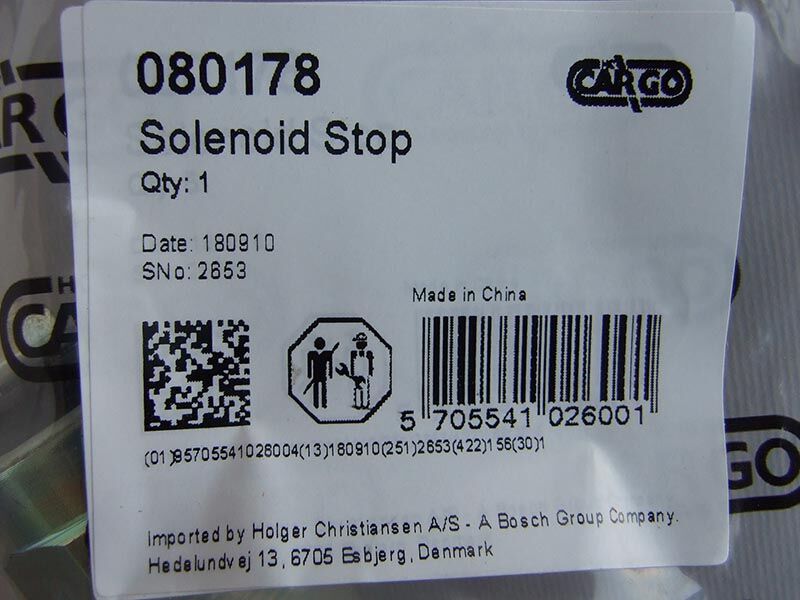 080178
CARGO
Solenoid Stop
Qty: 1
Date: 180910
SNo: 2653
Made in China
5 705541 026001
(01)95705541026004(13)180910(251)2653(422)156(30)1
Imported by Holger Christiansen A/S - A Bosch Group Company.
Hedelundvej 13, 6705 Esbjerg, Denmark